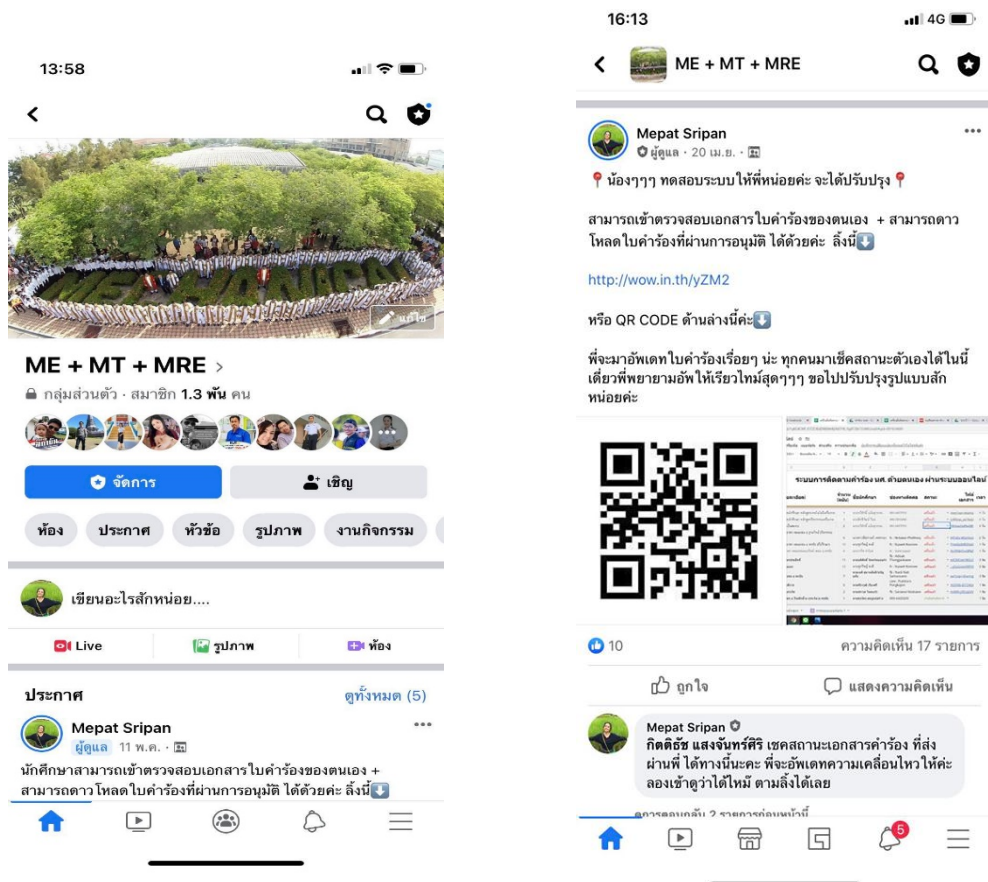 13:58
ME HONIPAI
แก้ไข
ME + MT + MRE >
กลุ่มส่วนตัว · สมาชิก 1.3 พัน คน
จัดการ
เชิญ
ห้อง
ประกาศ
หัวข้อ
รูปภาพ
งานกิจกรรม
เขียนอะไรสักหน่อย....
Live
รูปภาพ
ห้อง
ประกาศ
ดูทั้งหมด (5)
Mepat Sripan
ผู้ดูแล 11 พ.ค. ·
นักศึกษาสามารถเข้าตรวจสอบเอกสารใบคำร้องของตนเอง +
สามารถดาวโหลดใบคำร้องที่ผ่านการอนุมัติ ได้ด้วยค่ะ ลิ้งนี้⬇️
16:13
4G
ME + MT + MRE
Mepat Sripan
ผู้ดูแล · 20 เม.ย. ·
📍 น้องๆๆๆ ทดสอบระบบให้พี่หน่อยค่ะ จะได้ปรับปรุง 📍
สามารถเข้าตรวจสอบเอกสารใบคำร้องของตนเอง + สามารถดาว
โหลดใบคำร้องที่ผ่านการอนุมัติ ได้ด้วยค่ะ ลิ้งนี้⬇️
http://wow.in.th/yZM2
หรือ QR CODE ด้านล่างนี้ค่ะ⬇️
พี่จะมาอัพเดทใบคำร้องเรื่อยๆ น่ะ ทุกคนมาเช็คสถานะตัวเองได้ในนี้
เดี่ยวพี่พยายามอัพให้เรียวไทม์สุดๆๆๆ ขอไปปรับปรุงรูปแบบสัก
หน่อยค่ะ
ระบบการติดตามคำร้อง นศ. ด้วยตนเอง ผ่านระบบออนไลน์
10
ความคิดเห็น 17 รายการ
ถูกใจ
แสดงความคิดเห็น
Mepat Sripan
กิตติธัช แสงจันทร์ศิริ เชคสถานะเอกสารคำร้อง ที่ส่ง
ผ่านพี่ ได้ทางนี้นะคะ พี่จะอัพเดทความเคลื่อนไหวให้ค่ะ
ลองเข้าดูว่าได้ไหม๊ ตามลิ้งได้เลย
ดูการตอบกลับ 2 รายการก่อนหน้านี้
5